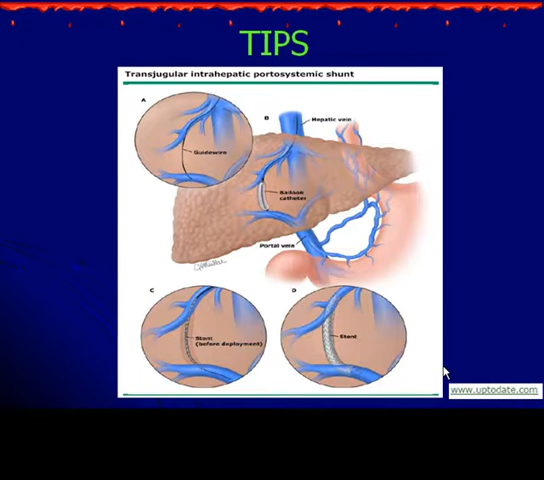 TIPS
Transjugular intrahepatic portosystemic shunt
A
B
Hepatic vein
Guidewire
Balloon
catheter
Portal vein
C
D
Stent
(before deployment)
Stent
www.uptodate.com